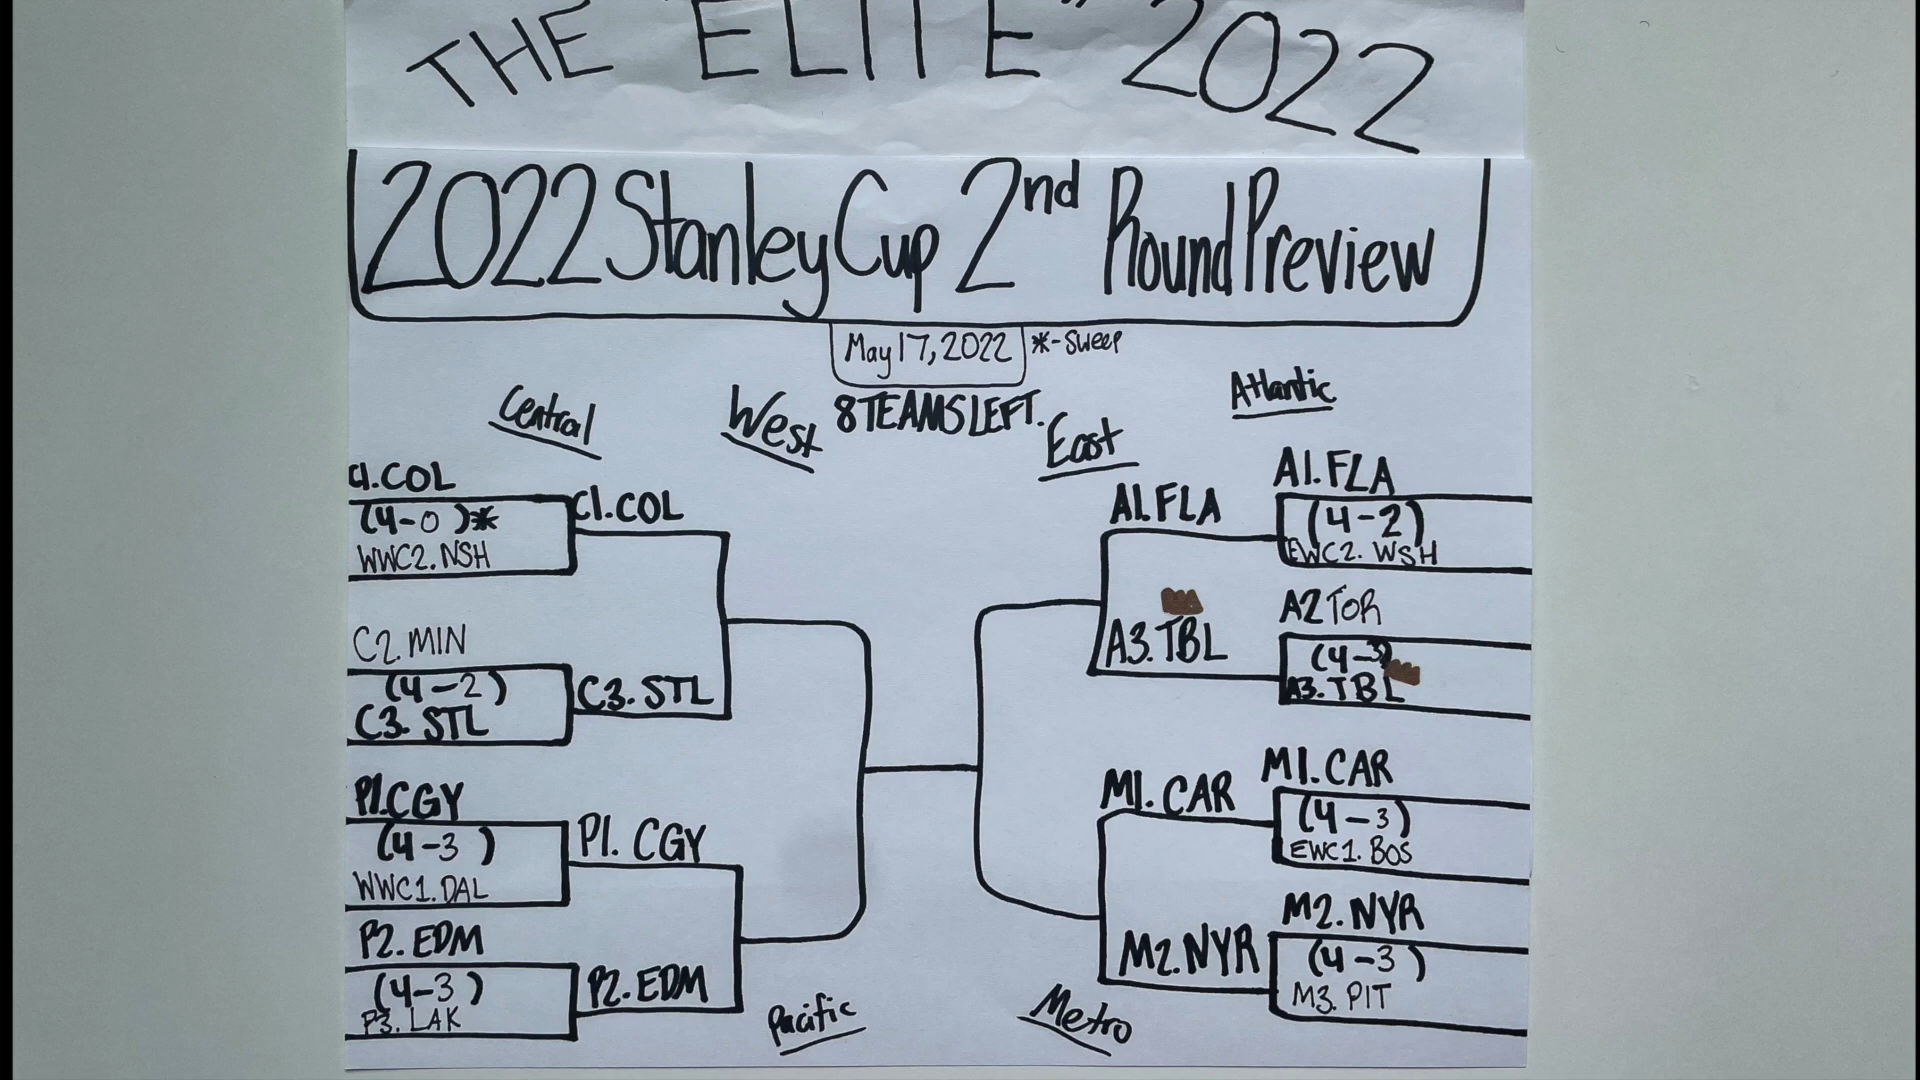 THE "ELITE" 2022
2022 Stanley Cup 2nd Round Preview
May 17, 2022
*-Sweep
8 TEAMS LEFT.
Central
West
East
Atlantic
C1.COL
(4-0)*
WWC2.NSH
C2.MIN
(4-2)
C3. STL
P1.CGY
(4-3)
WWC1.DAL
P2. EDM
(4-3)
P3. LAK
C1.COL
C3. STL
P1. CGY
P2. EDM
Pacific
A1.FLA
A3. TBL
M1. CAR
M2.NYR
Metro
A1.FLA
(4-2)
EWC2. WSH
A2 TOR
(4-3)
A3. TBL
M1. CAR
(4-3)
EWC1. BOS
M2. NYR
(4-3)
M3. PIT